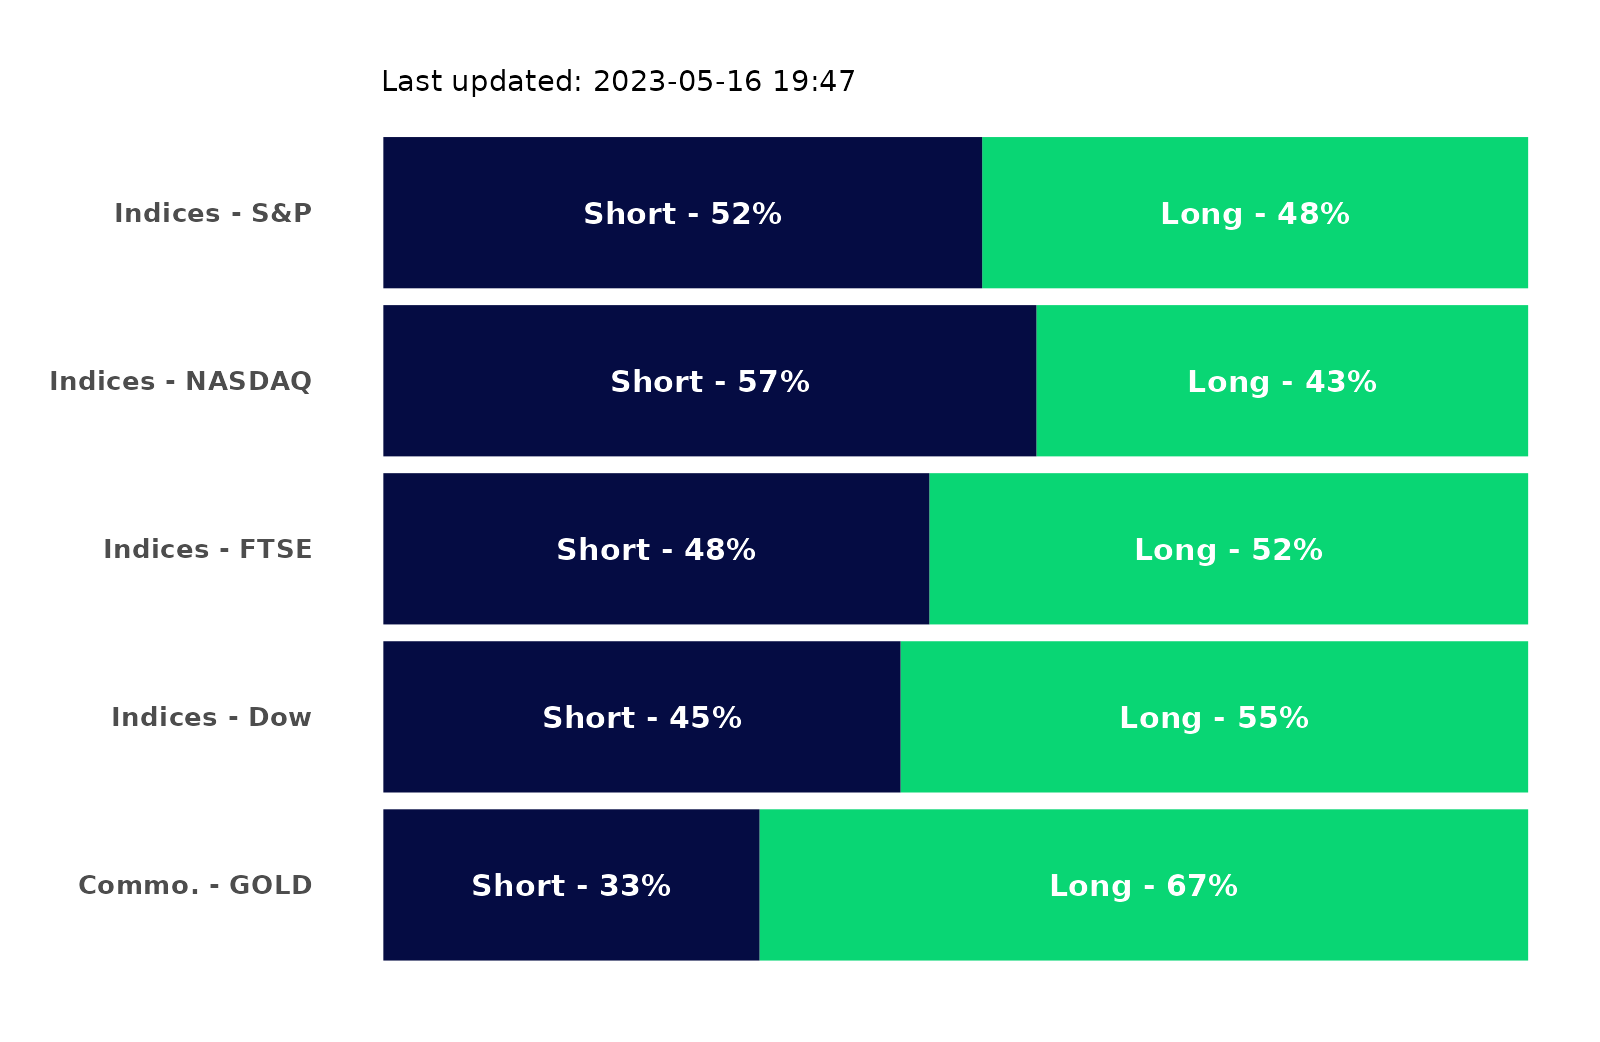 Last updated: 2023-05-16 19:47
Indices - S&P Short - 52% Long - 48%
Indices - NASDAQ Short - 57% Long - 43%
Indices - FTSE Short - 48% Long - 52%
Indices - Dow Short - 45% Long - 55%
Commo. - GOLD Short - 33% Long - 67%